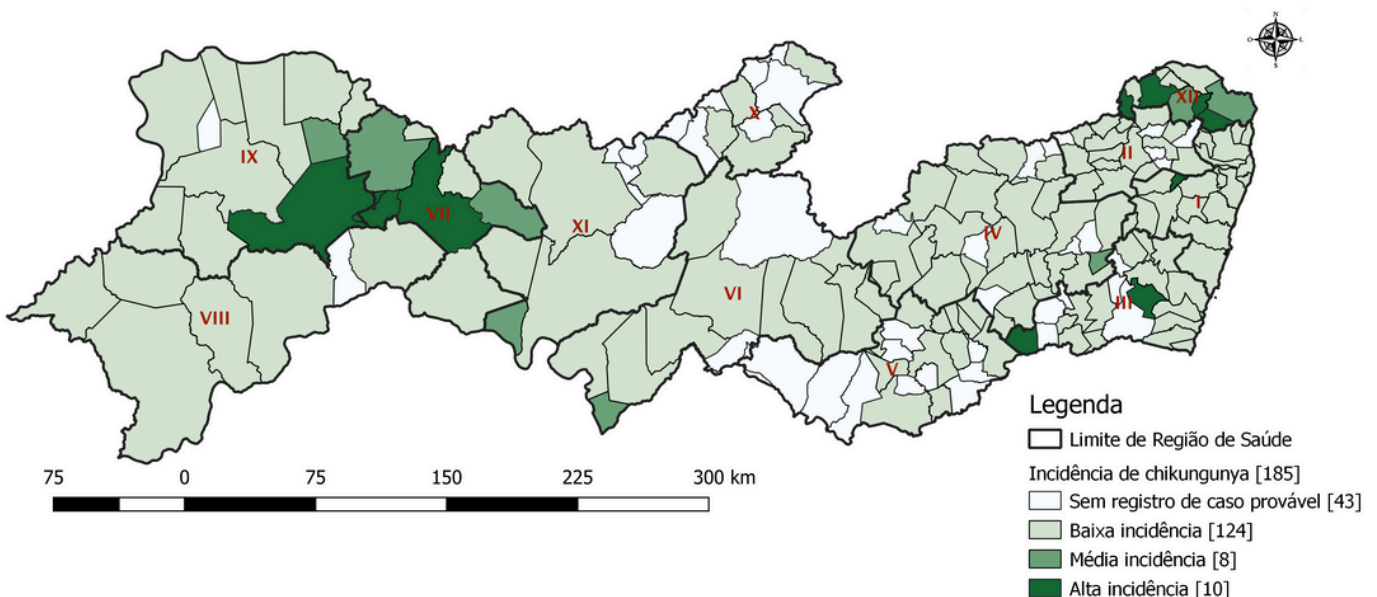 N
O L
S
X
XII
IX
II
I
VII
XI
IV
VI
III
VIII
V
Legenda
Limite de Região de Saúde
Incidência de chikungunya [185]
Sem registro de caso provável [43]
Baixa incidência [124]
Média incidência [8]
Alta incidência [10]
75 0 75 150 225 300 km